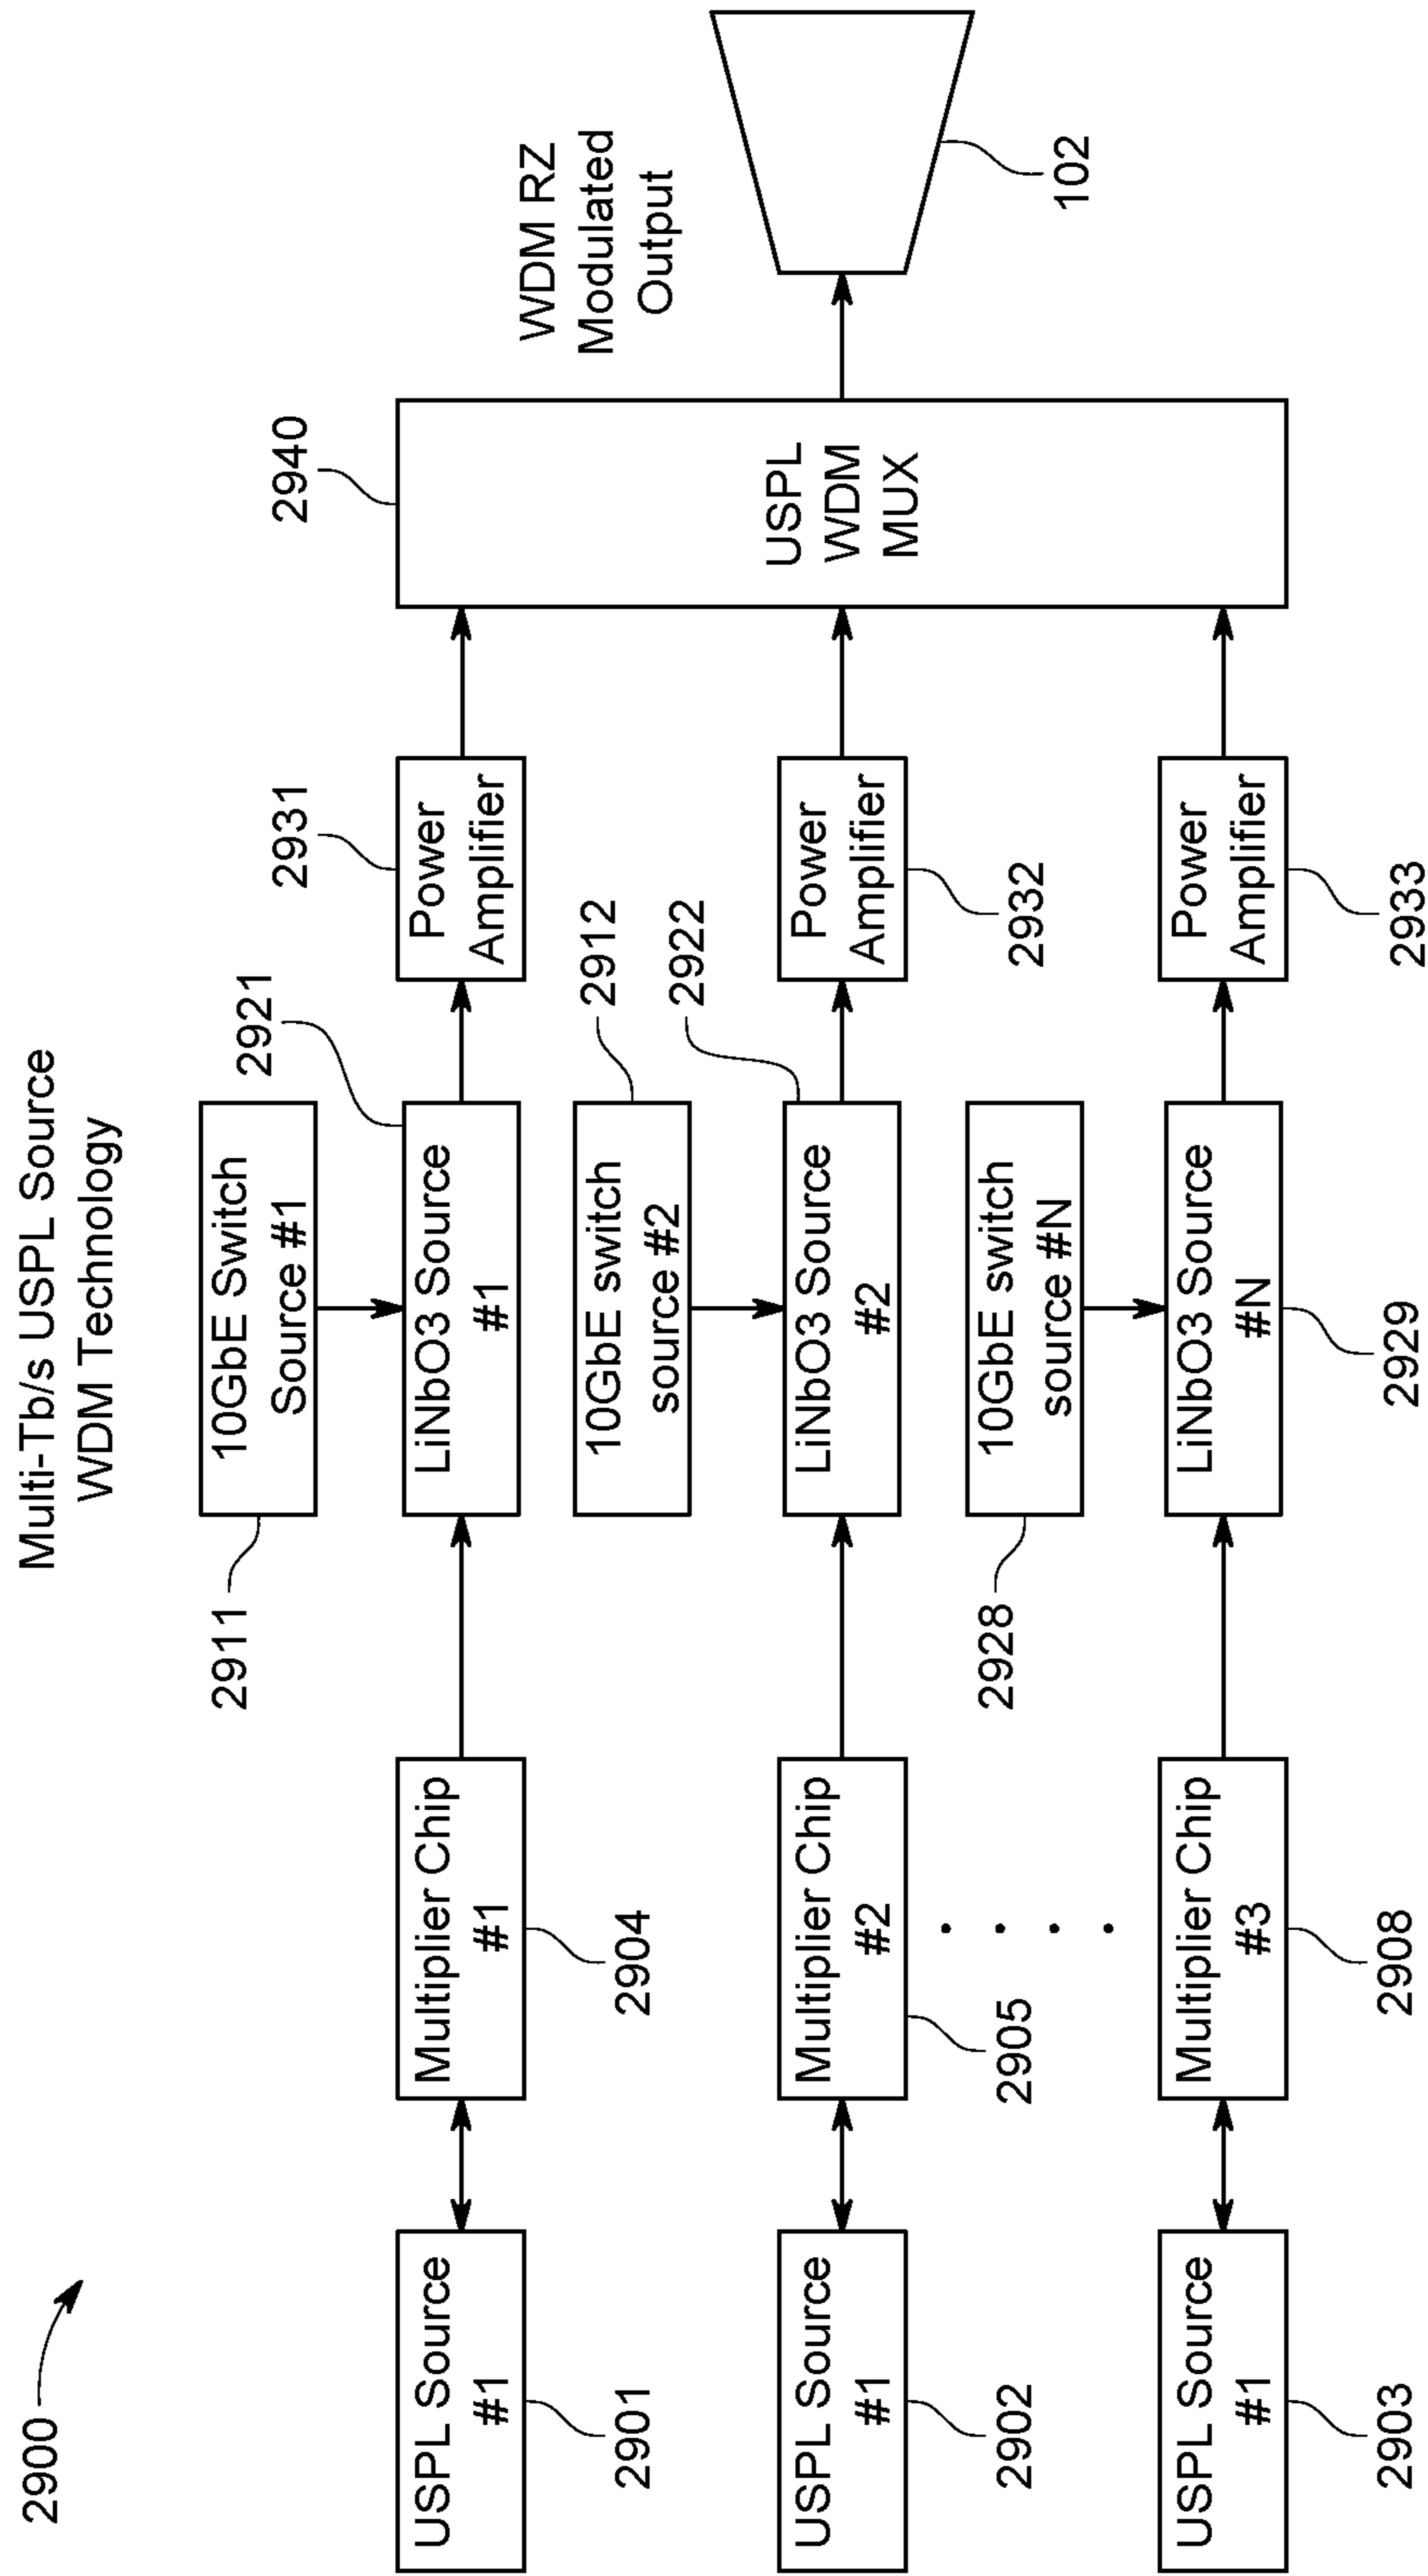 Multi-Tb/s USPL Source
WDM Technology
2900
2911
10GbE Switch
Source #1
2921
2931
2940
USPL Source
#1
2901
Multiplier Chip
#1
2904
LiNbO3 Source
#1
Power
Amplifier
10GbE switch
source #2
2912
2922
WDM RZ
Modulated
Output
USPL Source
#1
2902
Multiplier Chip
#2
2905
LiNbO3 Source
#2
Power
Amplifier
2932
USPL
WDM
MUX
102
2928
10GbE switch
source #N
USPL Source
#1
2903
Multiplier Chip
#3
2908
LiNbO3 Source
#N
2929
Power
Amplifier
2933